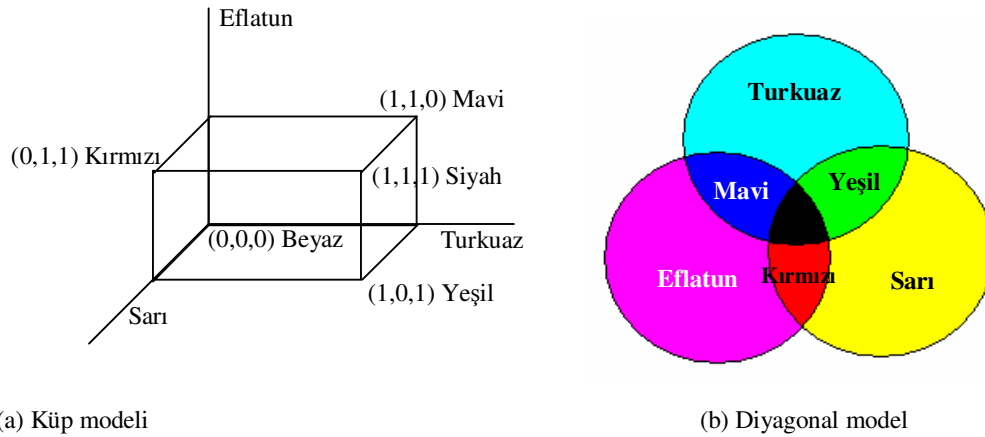 Eflatun
(1,1,0) Mavi
(0,1,1) Kırmızı
(1,1,1) Siyah
(0,0,0) Beyaz
Turkuaz
(1,0,1) Yeşil
Sarı
(a) Küp modeli
Turkuaz
Mavi
Yeşil
Eflatun
Kırmızı
Sarı
(b) Diyagonal model